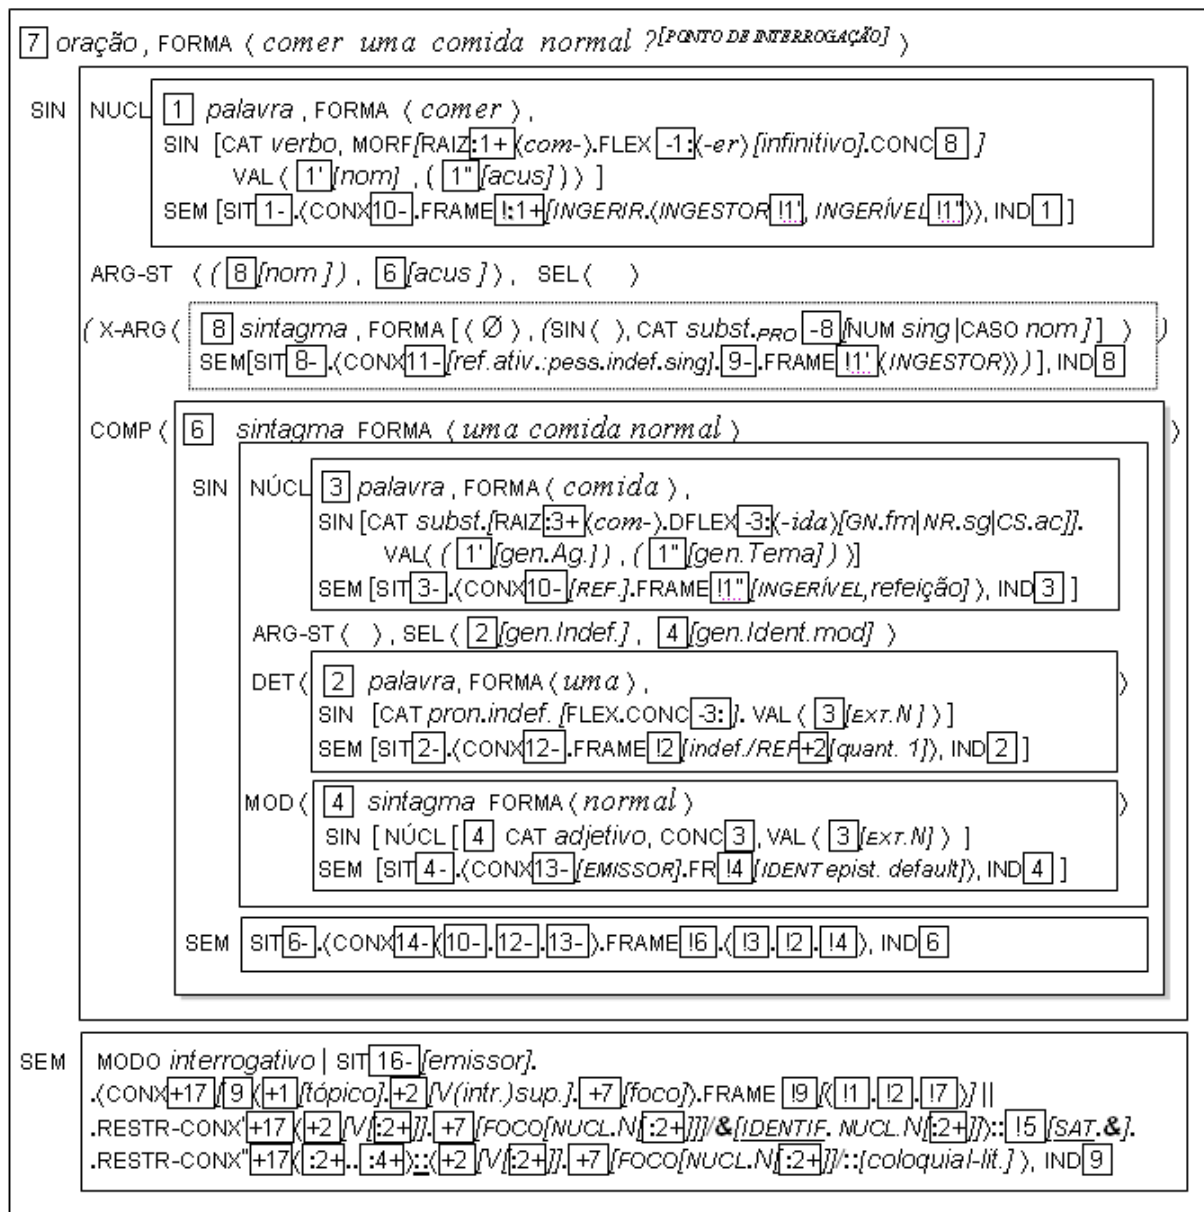 7 oração, FORMA ⟨ comer uma comida normal ?[PONTO DE INTERROGAÇÃO] ⟩
SIN NUCL 1 palavra, FORMA ⟨ comer ⟩,
SIN [CAT verbo, MORF[RAIZ :1+ ⟨com-⟩.FLEX -1: ⟨-er⟩ [infinitivo].CONC 8 ]
VAL ⟨ 1' [nom] , ( 1" [acus] ) ⟩ ]
SEM [SIT 1- .⟨CONX 10- .FRAME !:1+ [INGERIR.⟨INGESTOR !1', INGERÍVEL !1"⟩⟩, IND 1 ]
ARG-ST ⟨ ( 8 [nom ] ), 6 [acus ] ⟩, SEL⟨ ⟩
( X-ARG ⟨ 8 sintagma, FORMA [ ⟨ Ø ⟩, (SIN ⟨ ⟩, CAT subst.PRO -8 [NUM sing |CASO nom ] ] ⟩ )
SEM[SIT 8- .⟨CONX 11- [ref.ativ.:pess.indef.sing]. 9- .FRAME !1' ⟨INGESTOR⟩⟩ ) ], IND 8
COMP ⟨ 6 sintagma FORMA ⟨ uma comida normal ⟩ ⟩
SIN NÚCL 3 palavra, FORMA ⟨ comida ⟩,
SIN [CAT subst.[RAIZ :3+ ⟨com-⟩.DFLEX -3: ⟨-ida⟩[GN.fm|NR.sg|CS.ac]].
VAL⟨ ( 1' [gen.Ag.] ) , ( 1" [gen.Tema] ) ⟩]
SEM [SIT 3- .⟨CONX 10- [REF.].FRAME !1" [INGERÍVEL,refeição] ⟩, IND 3 ]
ARG-ST ⟨ ⟩, SEL ⟨ 2 [gen.Indef.] , 4 [gen.Ident.mod] ⟩
DET ⟨ 2 palavra, FORMA ⟨ uma ⟩, ⟩
SIN [CAT pron.indef. [FLEX.CONC -3: ]. VAL ⟨ 3 [EXT.N ] ⟩ ]
SEM [SIT 2- .⟨CONX 12- .FRAME !2 [indef./REF +2 [quant. 1]⟩, IND 2 ]
MOD ⟨ 4 sintagma FORMA ⟨ normal ⟩ ⟩
SIN [ NÚCL [ 4 CAT adjetivo, CONC 3 , VAL ⟨ 3 [EXT.N] ⟩ ]
SEM [SIT 4- .⟨CONX 13- [EMISSOR].FR !4 [IDENT epist. default]⟩, IND 4 ]
SEM SIT 6- .⟨CONX 14- ⟨ 10- . 12- . 13- ⟩.FRAME !6 .⟨ !3 . !2 . !4 ⟩, IND 6
SEM MODO interrogativo | SIT 16- [emissor].
.⟨CONX +17 [ 9 ⟨ +1 [tópico]. +2 [V(intr.)sup.]. +7 [foco]⟩.FRAME !9 [⟨ !1 . !2 . !7 ⟩] ||
.RESTR-CONX' +17 ⟨ +2 [V[ :2+ ]]. +7 [FOCO[NUCL.N[ :2+ ]]]/&[IDENTIF. NUCL.N[ :2+ ]]⟩:: !5 [SAT.&].
.RESTR-CONX" +17 ⟨ :2+ .. :4+ ⟩::⟨ +2 [V[ :2+ ]]. +7 [FOCO[NUCL.N[ :2+ ]]/::[coloquial-lit.] ⟩, IND 9